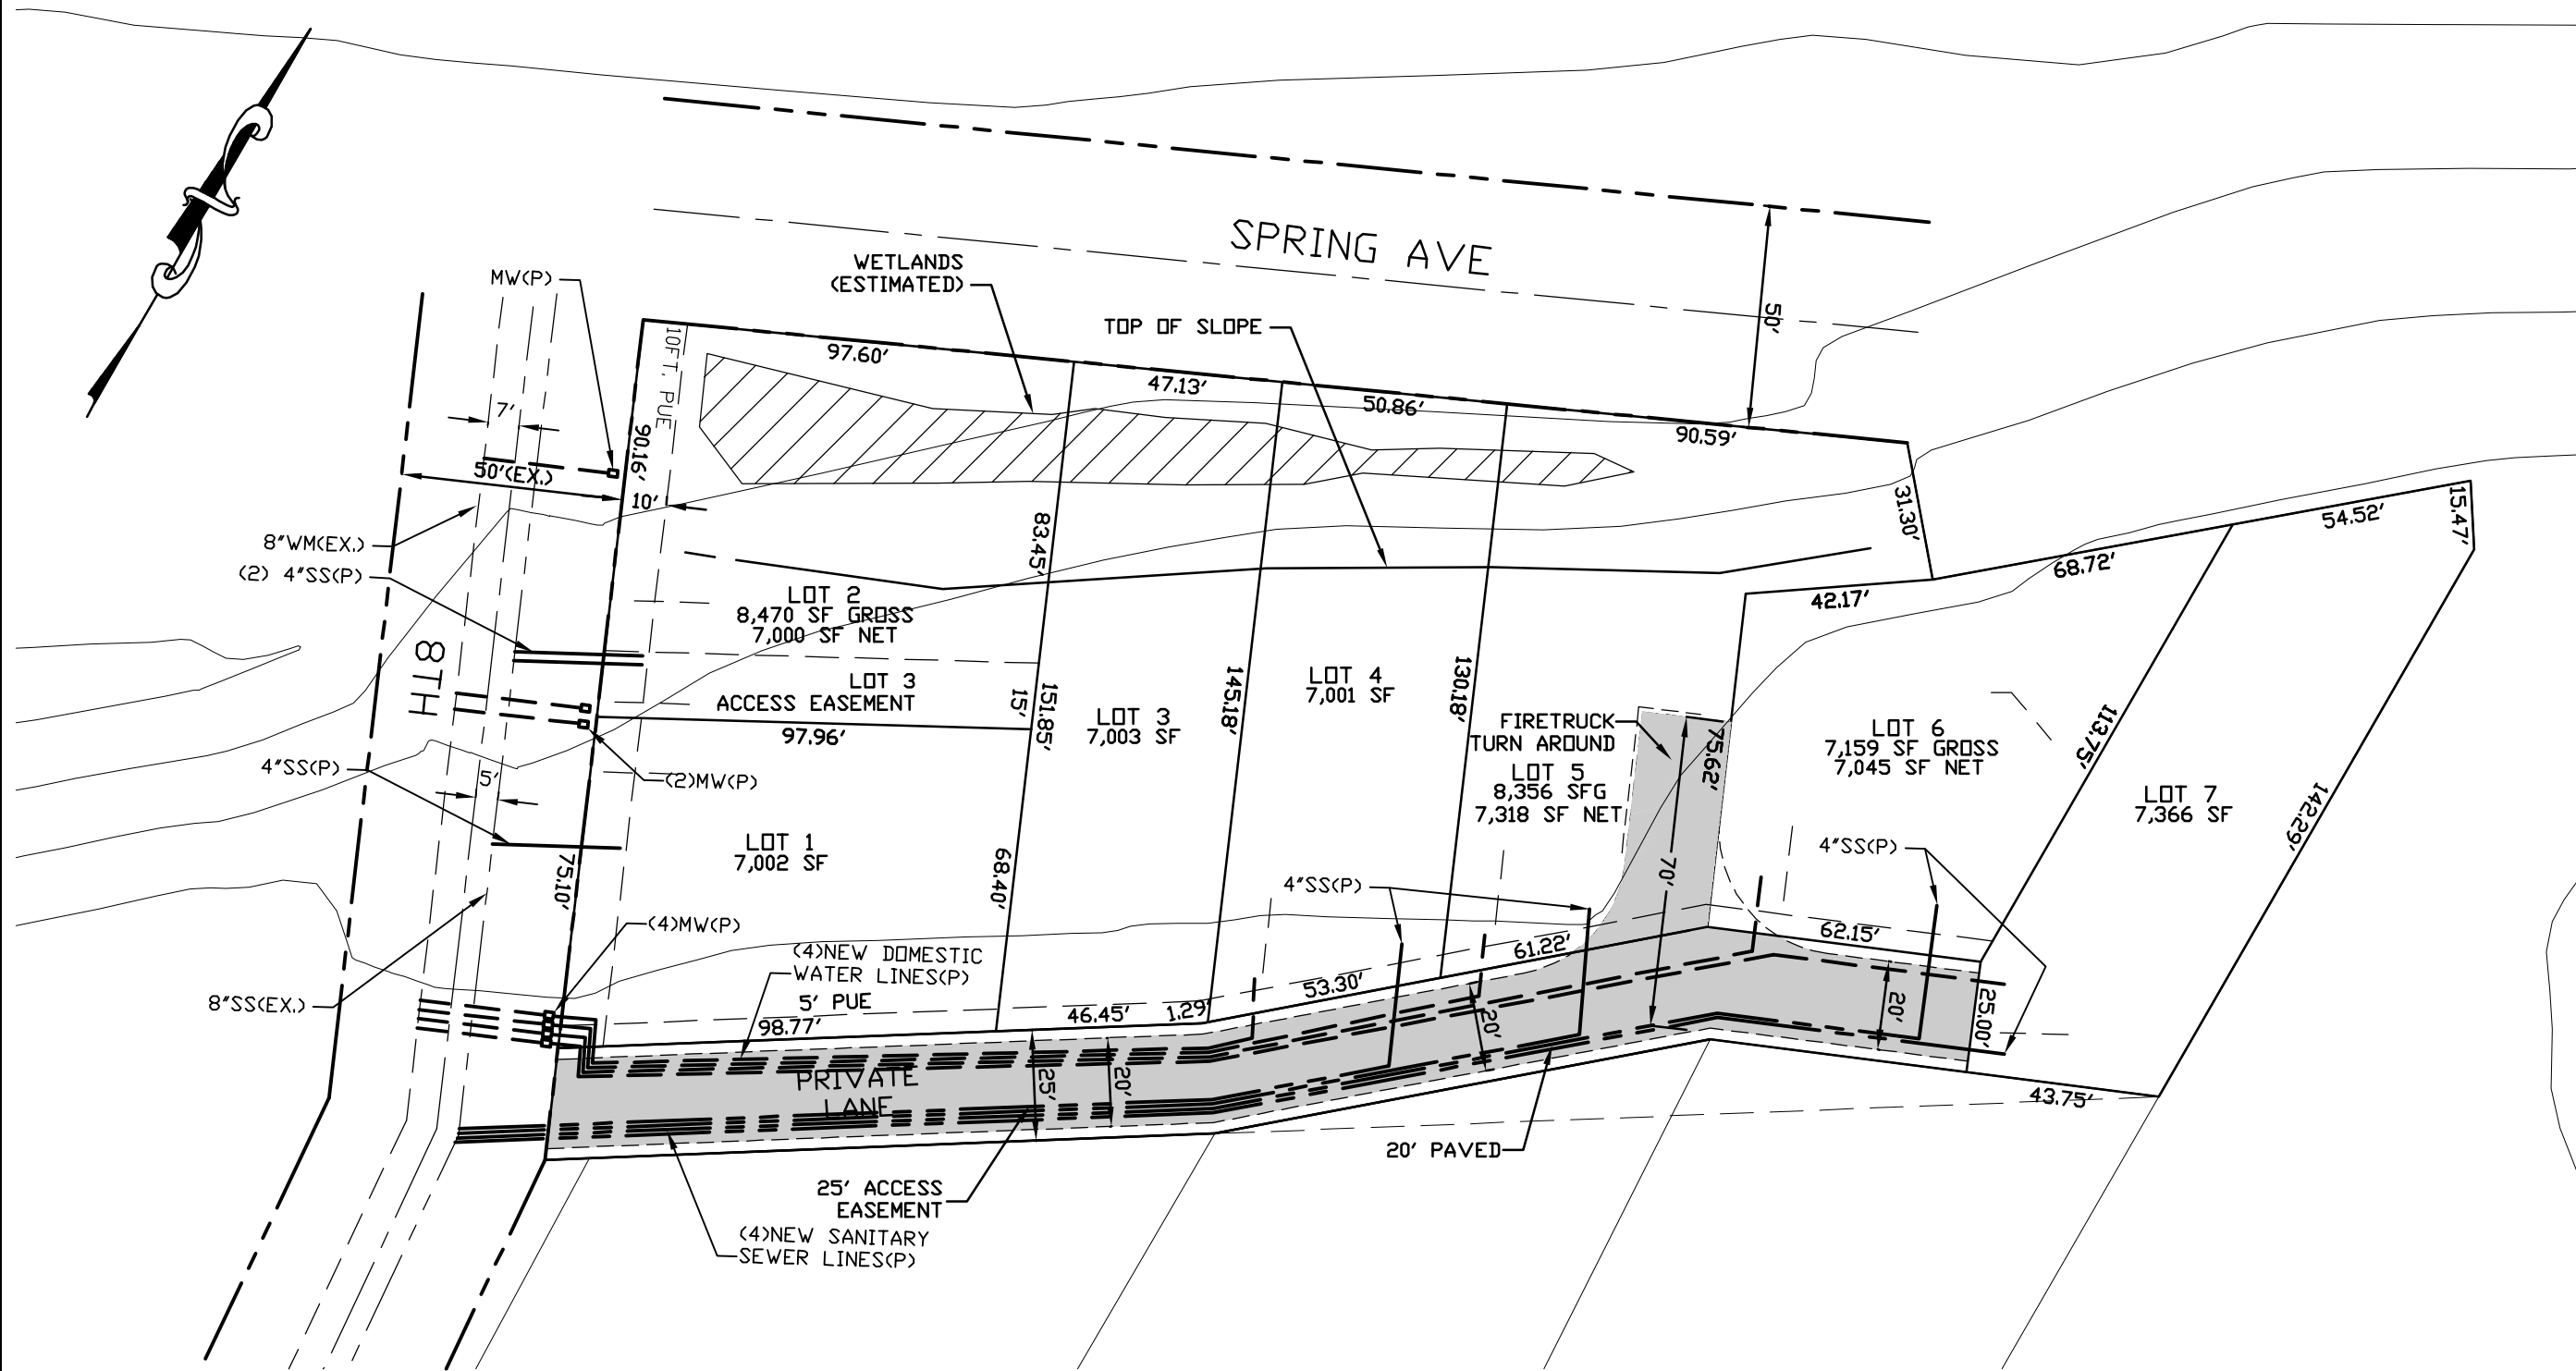 SPRING AVE
50'
WETLANDS
(ESTIMATED)
MW(P)
TOP OF SLOPE
10FT. PUE
97.60'
47.13'
50.86'
90.59'
7'
90.16'
50'(EX.)
10'
31.30'
54.52'
15.47'
8"WM(EX.)
83.45'
68.72'
(2) 4"SS(P)
42.17'
LOT 2
8,470 SF GROSS
7,000 SF NET
8TH
LOT 3
ACCESS EASEMENT
15'
151.85'
97.96'
145.18'
LOT 3
7,003 SF
LOT 4
7,001 SF
130.18'
FIRETRUCK
TURN AROUND
75.62'
LOT 5
8,356 SFG
7,318 SF NET
LOT 6
7,159 SF GROSS
7,045 SF NET
113.75'
LOT 7
7,366 SF
142.29'
4"SS(P)
5'
(2)MW(P)
LOT 1
7,002 SF
75.10'
68.40'
70'
4"SS(P)
4"SS(P)
(4)MW(P)
(4)NEW DOMESTIC
WATER LINES(P)
61.22'
62.15'
8"SS(EX.)
5' PUE
98.77'
46.45'
1.29'
53.30'
20'
20'
25.00'
PRIVATE
LANE
25'
20'
43.75'
20' PAVED
25' ACCESS
EASEMENT
(4)NEW SANITARY
SEWER LINES(P)